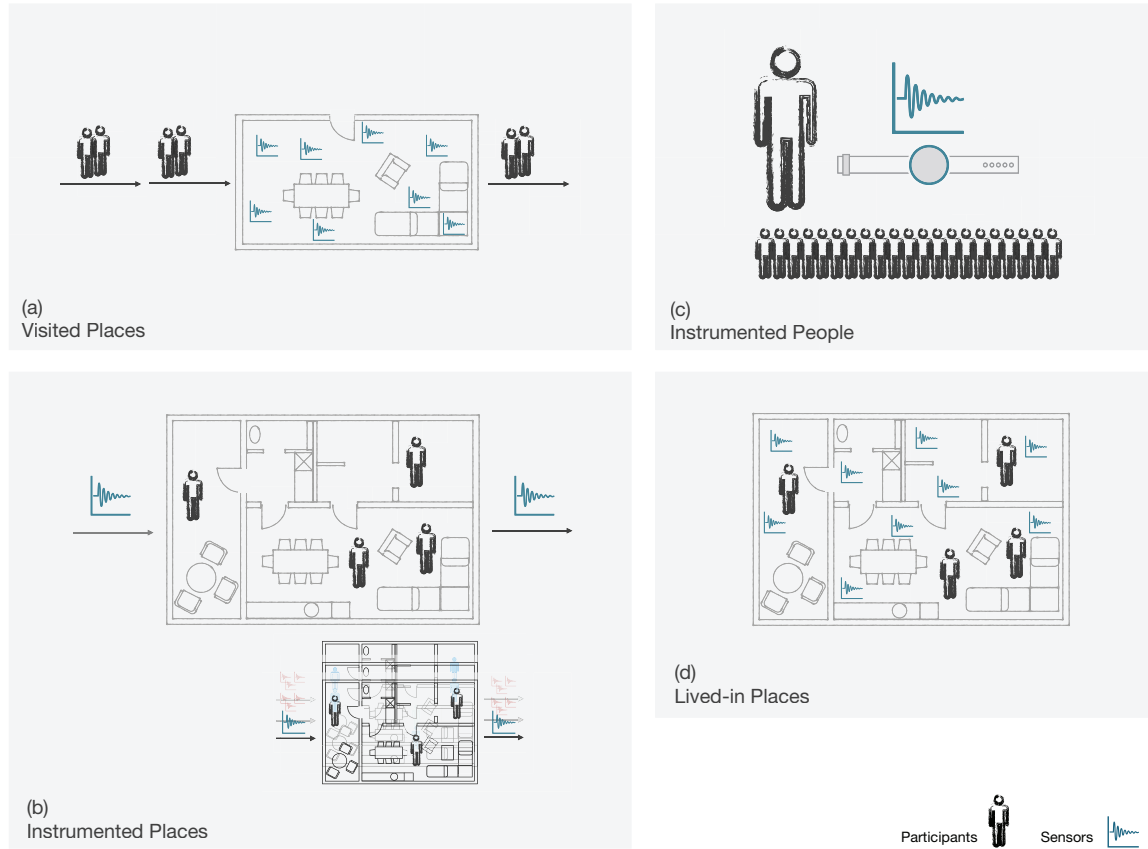 (a)
Visited Places
(c)
Instrumented People
(b)
Instrumented Places
(d)
Lived-in Places
Participants
Sensors